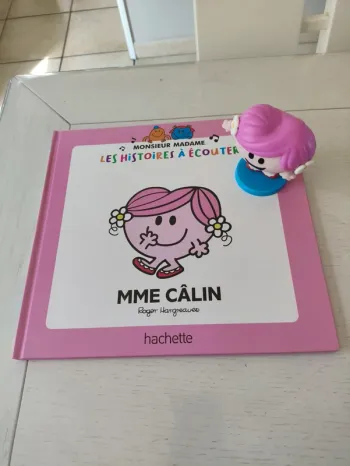 MONSIEUR MADAME
LES HISTOIRES À ÉCOUTER
MME CÂLIN
Roger Hargreaves
hachette